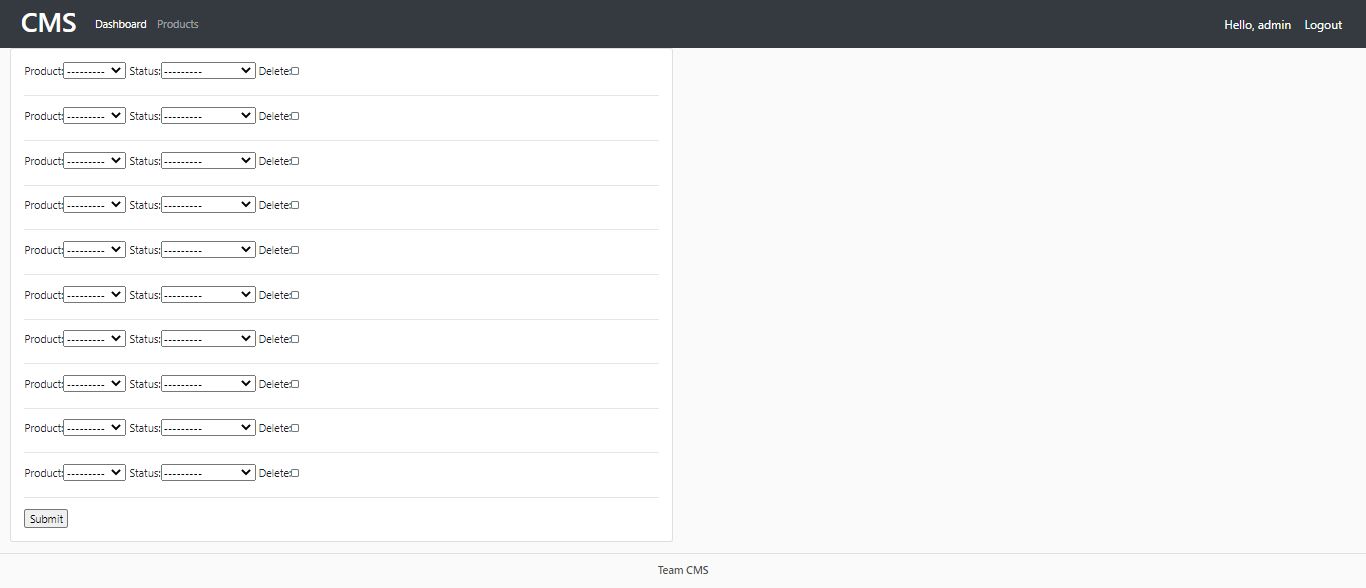 CMS Dashboard Products Hello, admin Logout
Product: --------- Status: --------- Delete:
Product: --------- Status: --------- Delete:
Product: --------- Status: --------- Delete:
Product: --------- Status: --------- Delete:
Product: --------- Status: --------- Delete:
Product: --------- Status: --------- Delete:
Product: --------- Status: --------- Delete:
Product: --------- Status: --------- Delete:
Product: --------- Status: --------- Delete:
Product: --------- Status: --------- Delete:
Submit
Team CMS